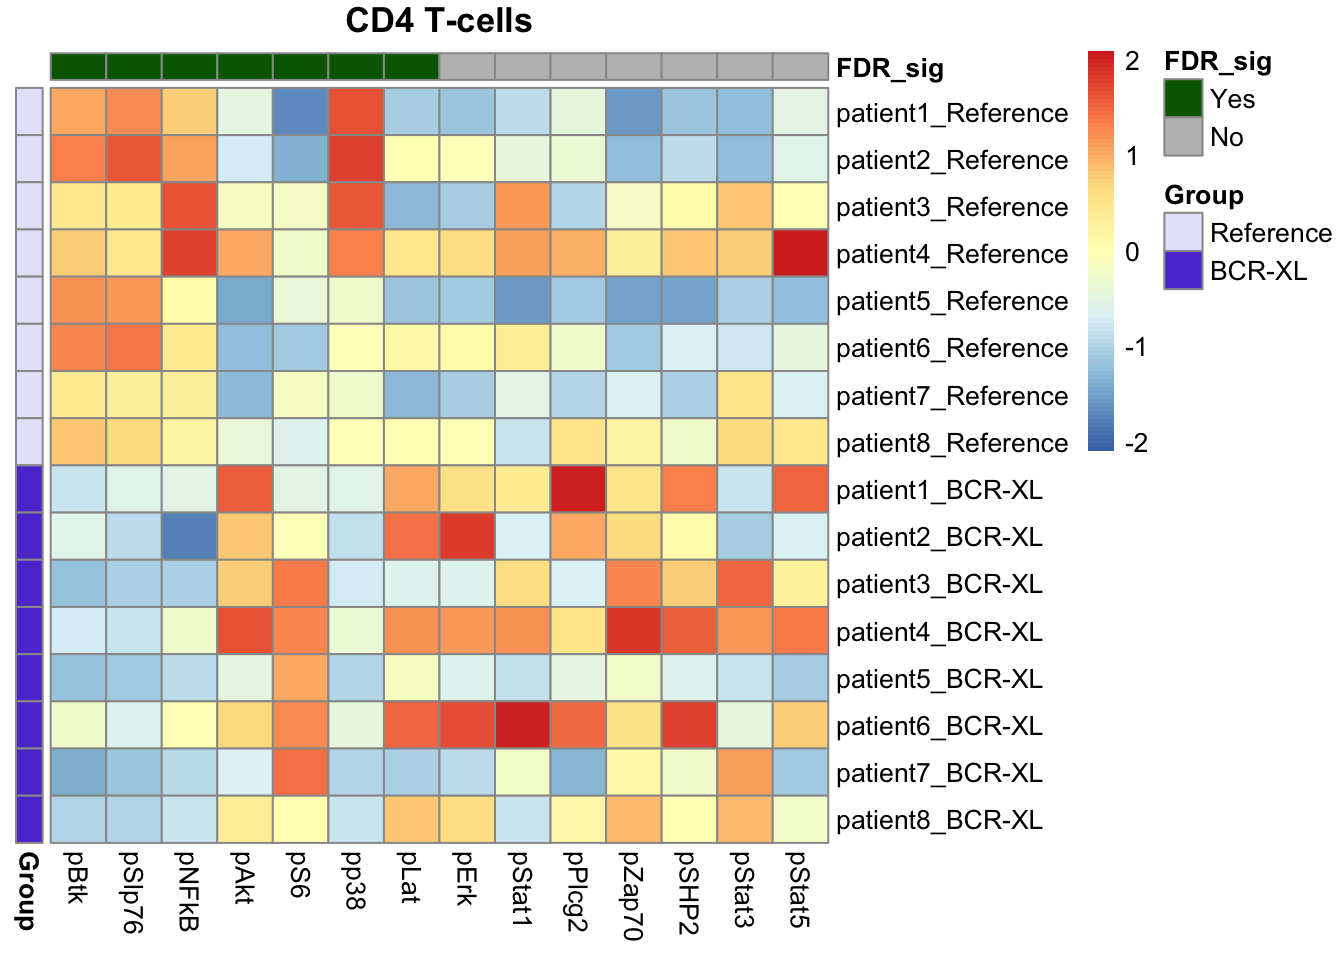 CD4 T-cells
FDR_sig
patient1_Reference
patient2_Reference
patient3_Reference
patient4_Reference
patient5_Reference
patient6_Reference
patient7_Reference
patient8_Reference
patient1_BCR-XL
patient2_BCR-XL
patient3_BCR-XL
patient4_BCR-XL
patient5_BCR-XL
patient6_BCR-XL
patient7_BCR-XL
patient8_BCR-XL
Group
pBtk
pSlp76
pNFkB
pAkt
pS6
pp38
pLat
pErk
pStat1
pPlcg2
pZap70
pSHP2
pStat3
pStat5
2
1
0
-1
-2
FDR_sig
Yes
No
Group
Reference
BCR-XL